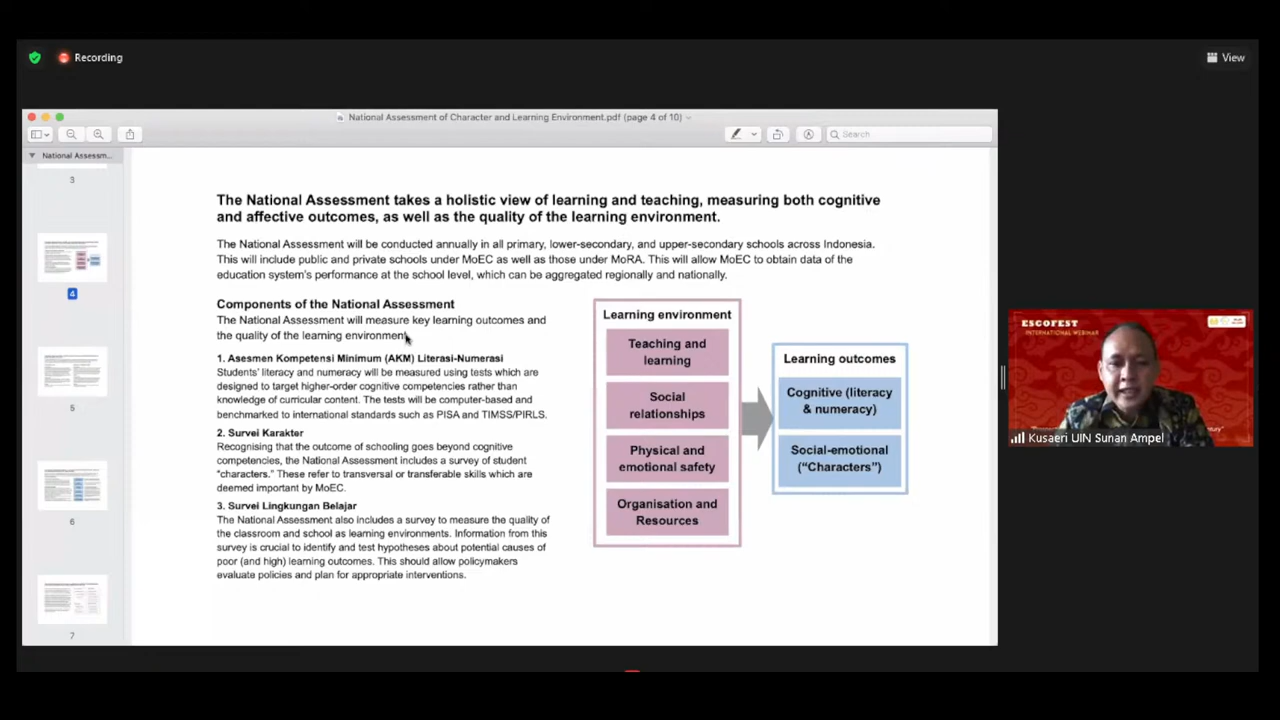 Recording
View
National Assessment of Character and Learning Environment.pdf (page 4 of 10)
Search
National Assessm...
3
4
5
6
7
The National Assessment takes a holistic view of learning and teaching, measuring both cognitive
and affective outcomes, as well as the quality of the learning environment.
The National Assessment will be conducted annually in all primary, lower-secondary, and upper-secondary schools across Indonesia.
This will include public and private schools under MoEC as well as those under MoRA. This will allow MoEC to obtain data of the
education system's performance at the school level, which can be aggregated regionally and nationally.
Components of the National Assessment
The National Assessment will measure key learning outcomes and
the quality of the learning environment.
1. Asesmen Kompetensi Minimum (AKM) Literasi-Numerasi
Students' literacy and numeracy will be measured using tests which are
designed to target higher-order cognitive competencies rather than
knowledge of curricular content. The tests will be computer-based and
benchmarked to international standards such as PISA and TIMSS/PIRLS.
2. Survei Karakter
Recognising that the outcome of schooling goes beyond cognitive
competencies, the National Assessment includes a survey of student
"characters." These refer to transversal or transferable skills which are
deemed important by MoEC.
3. Survei Lingkungan Belajar
The National Assessment also includes a survey to measure the quality of
the classroom and school as learning environments. Information from this
survey is crucial to identify and test hypotheses about potential causes of
poor (and high) learning outcomes. This should allow policymakers
evaluate policies and plan for appropriate interventions.
Learning environment
Teaching and
learning
Social
relationships
Physical and
emotional safety
Organisation and
Resources
Learning outcomes
Cognitive (literacy
& numeracy)
Social-emotional
("Characters")
ESCOFEST
INTERNATIONAL WEBINAR
Kusaeri UIN Sunan Ampel